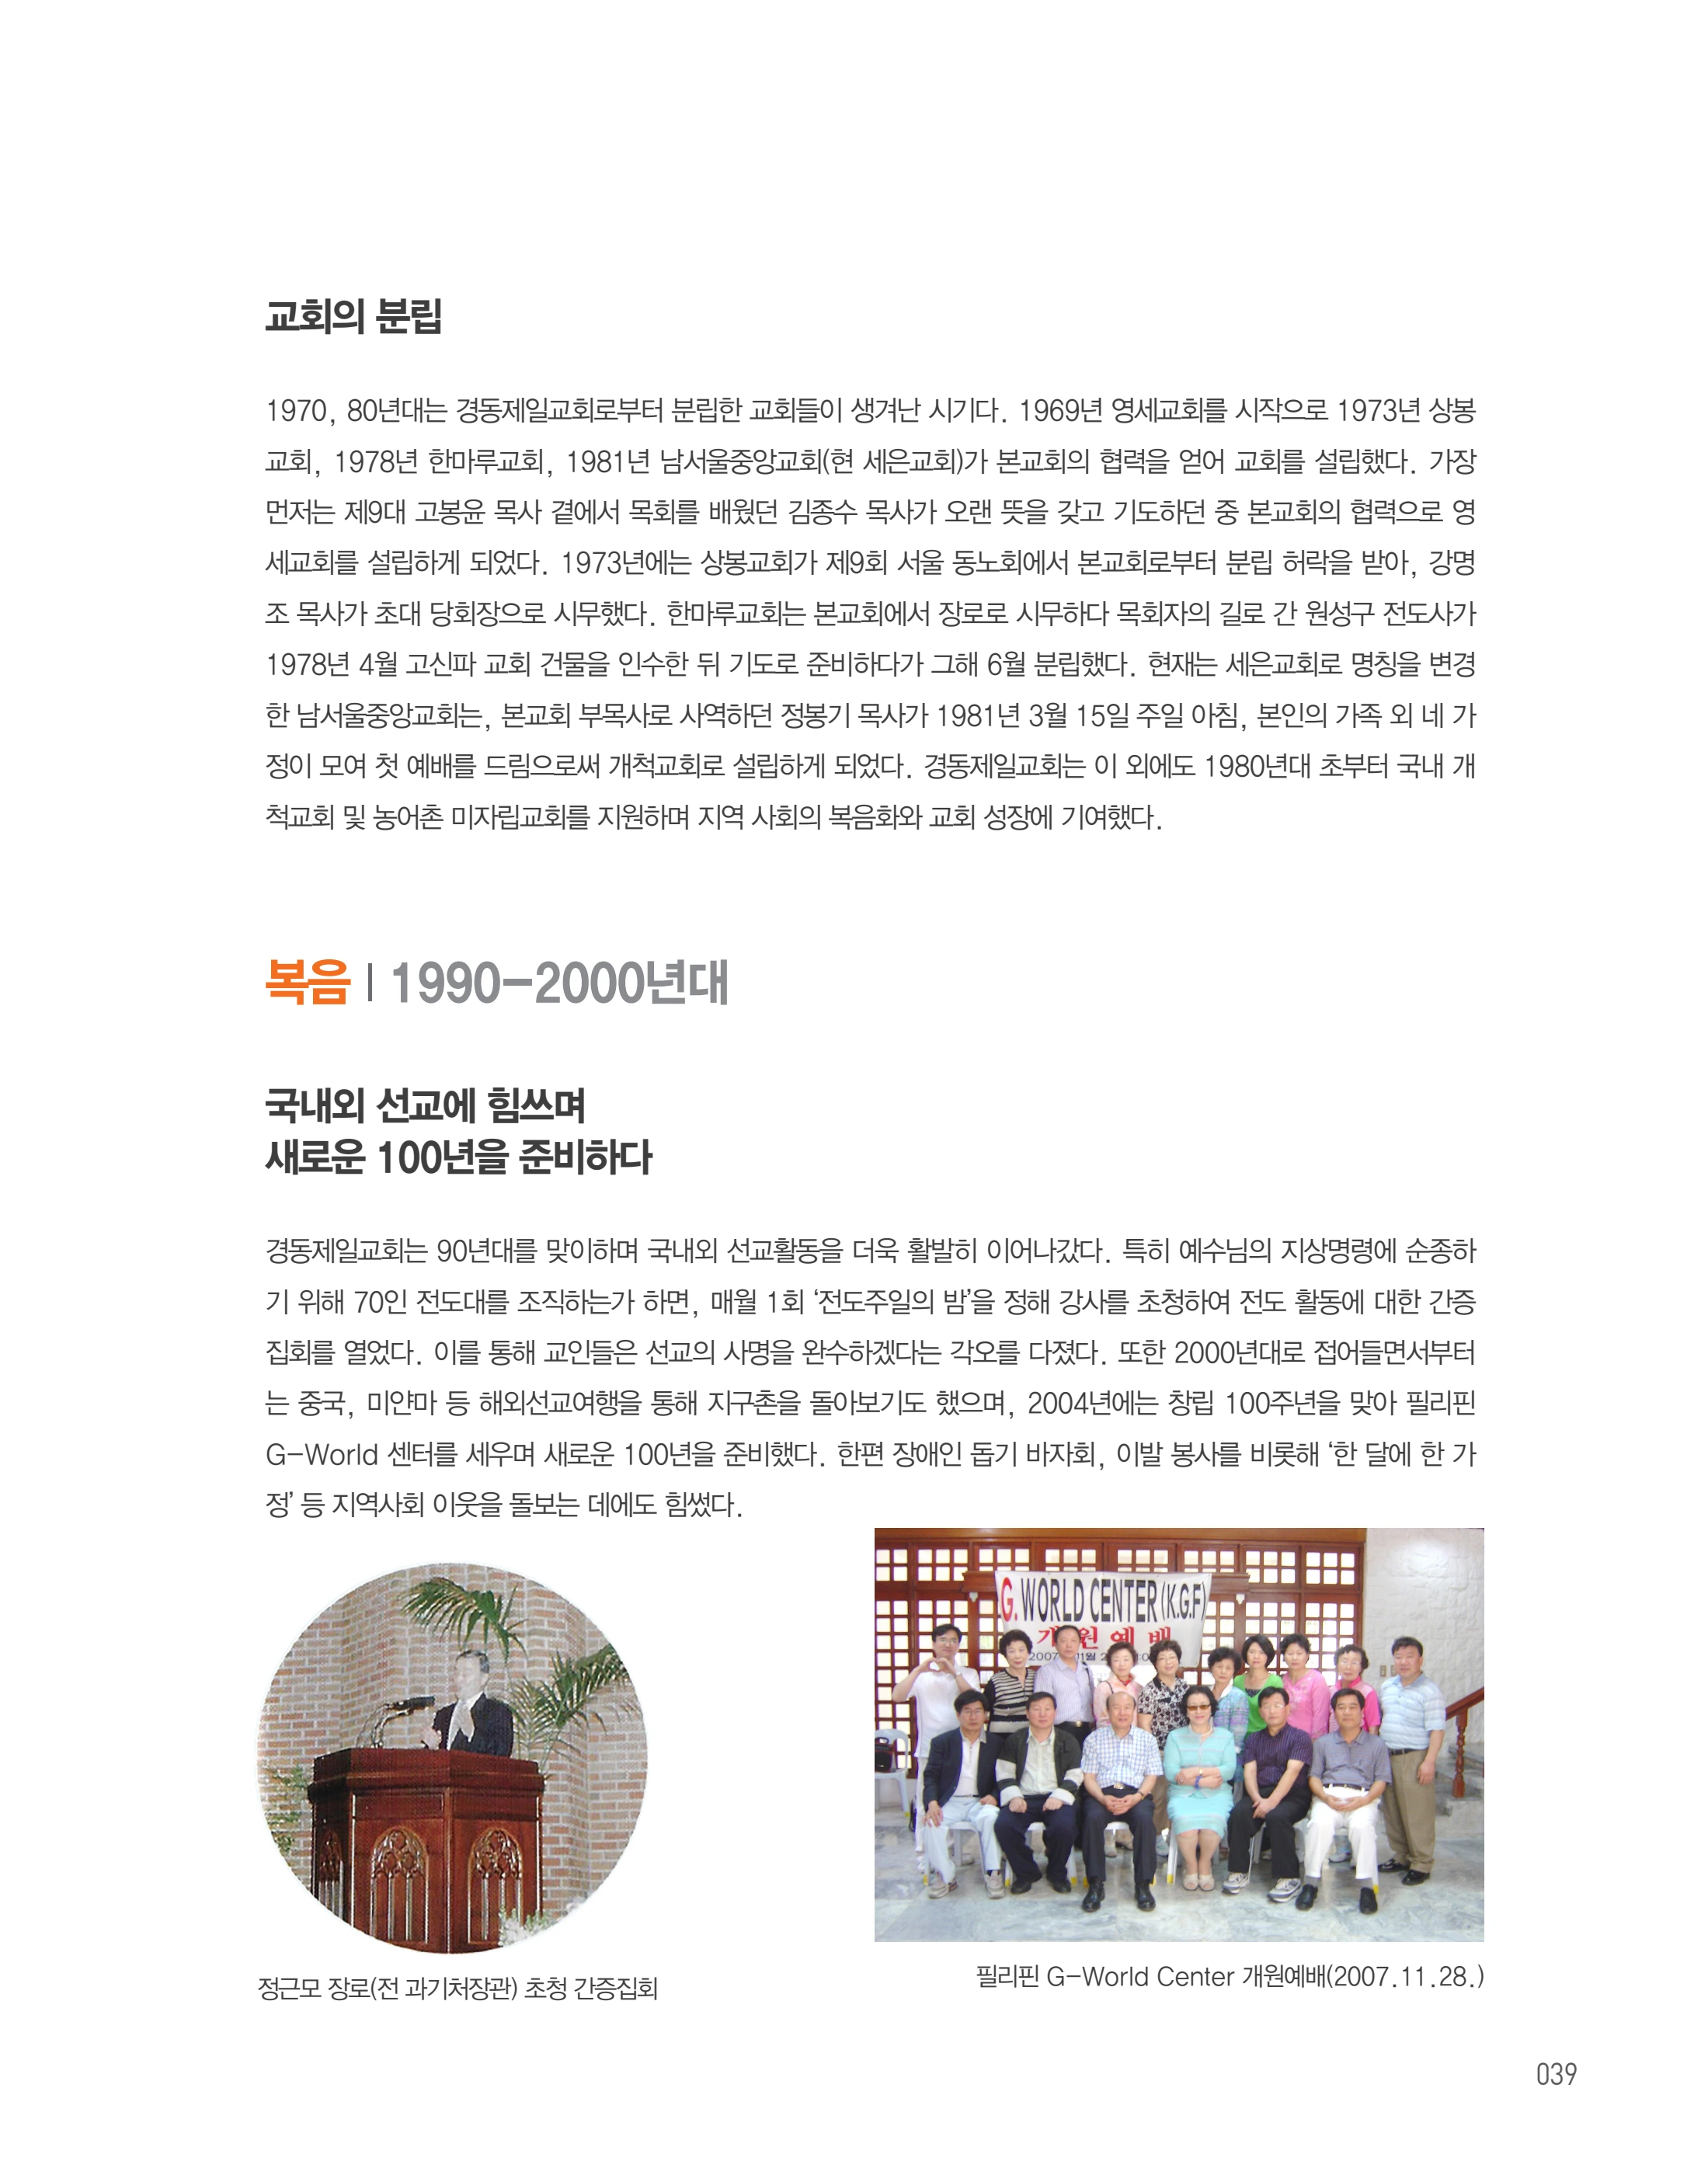 교회의 분립
1970, 80년대는 경동제일교회로부터 분립한 교회들이 생겨난 시기다. 1969년 영세교회를 시작으로 1973년 상봉
교회, 1978년 한마루교회, 1981년 남서울중앙교회(현 세은교회)가 본교회의 협력을 얻어 교회를 설립했다. 가장
먼저는 제9대 고봉윤 목사 곁에서 목회를 배웠던 김종수 목사가 오랜 뜻을 갖고 기도하던 중 본교회의 협력으로 영
세교회를 설립하게 되었다. 1973년에는 상봉교회가 제9회 서울 동노회에서 본교회로부터 분립 허락을 받아, 강명
조 목사가 초대 당회장으로 시무했다. 한마루교회는 본교회에서 장로로 시무하다 목회자의 길로 간 원성구 전도사가
1978년 4월 고신파 교회 건물을 인수한 뒤 기도로 준비하다가 그해 6월 분립했다. 현재는 세은교회로 명칭을 변경
한 남서울중앙교회는, 본교회 부목사로 사역하던 정봉기 목사가 1981년 3월 15일 주일 아침, 본인의 가족 외 네 가
정이 모여 첫 예배를 드림으로써 개척교회로 설립하게 되었다. 경동제일교회는 이 외에도 1980년대 초부터 국내 개
척교회 및 농어촌 미자립교회를 지원하며 지역 사회의 복음화와 교회 성장에 기여했다.
복음 | 1990-2000년대
국내외 선교에 힘쓰며
새로운 100년을 준비하다
경동제일교회는 90년대를 맞이하며 국내외 선교활동을 더욱 활발히 이어나갔다. 특히 예수님의 지상명령에 순종하
기 위해 70인 전도대를 조직하는가 하면, 매월 1회 ‘전도주일의 밤’을 정해 강사를 초청하여 전도 활동에 대한 간증
집회를 열었다. 이를 통해 교인들은 선교의 사명을 완수하겠다는 각오를 다졌다. 또한 2000년대로 접어들면서부터
는 중국, 미얀마 등 해외선교여행을 통해 지구촌을 돌아보기도 했으며, 2004년에는 창립 100주년을 맞아 필리핀
G-World 센터를 세우며 새로운 100년을 준비했다. 한편 장애인 돕기 바자회, 이발 봉사를 비롯해 ‘한 달에 한 가
정’ 등 지역사회 이웃을 돌보는 데에도 힘썼다.
G. WORLD CENTER (K.G.F)
개원예배
2007
정근모 장로(전 과기처장관) 초청 간증집회
필리핀 G-World Center 개원예배(2007.11.28.)
039